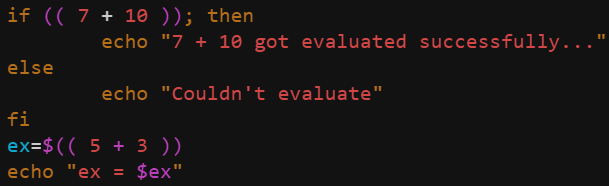 if (( 7 + 10 )); then
        echo "7 + 10 got evaluated successfully..."
else
        echo "Couldn't evaluate"
fi
ex=$(( 5 + 3 ))
echo "ex = $ex"